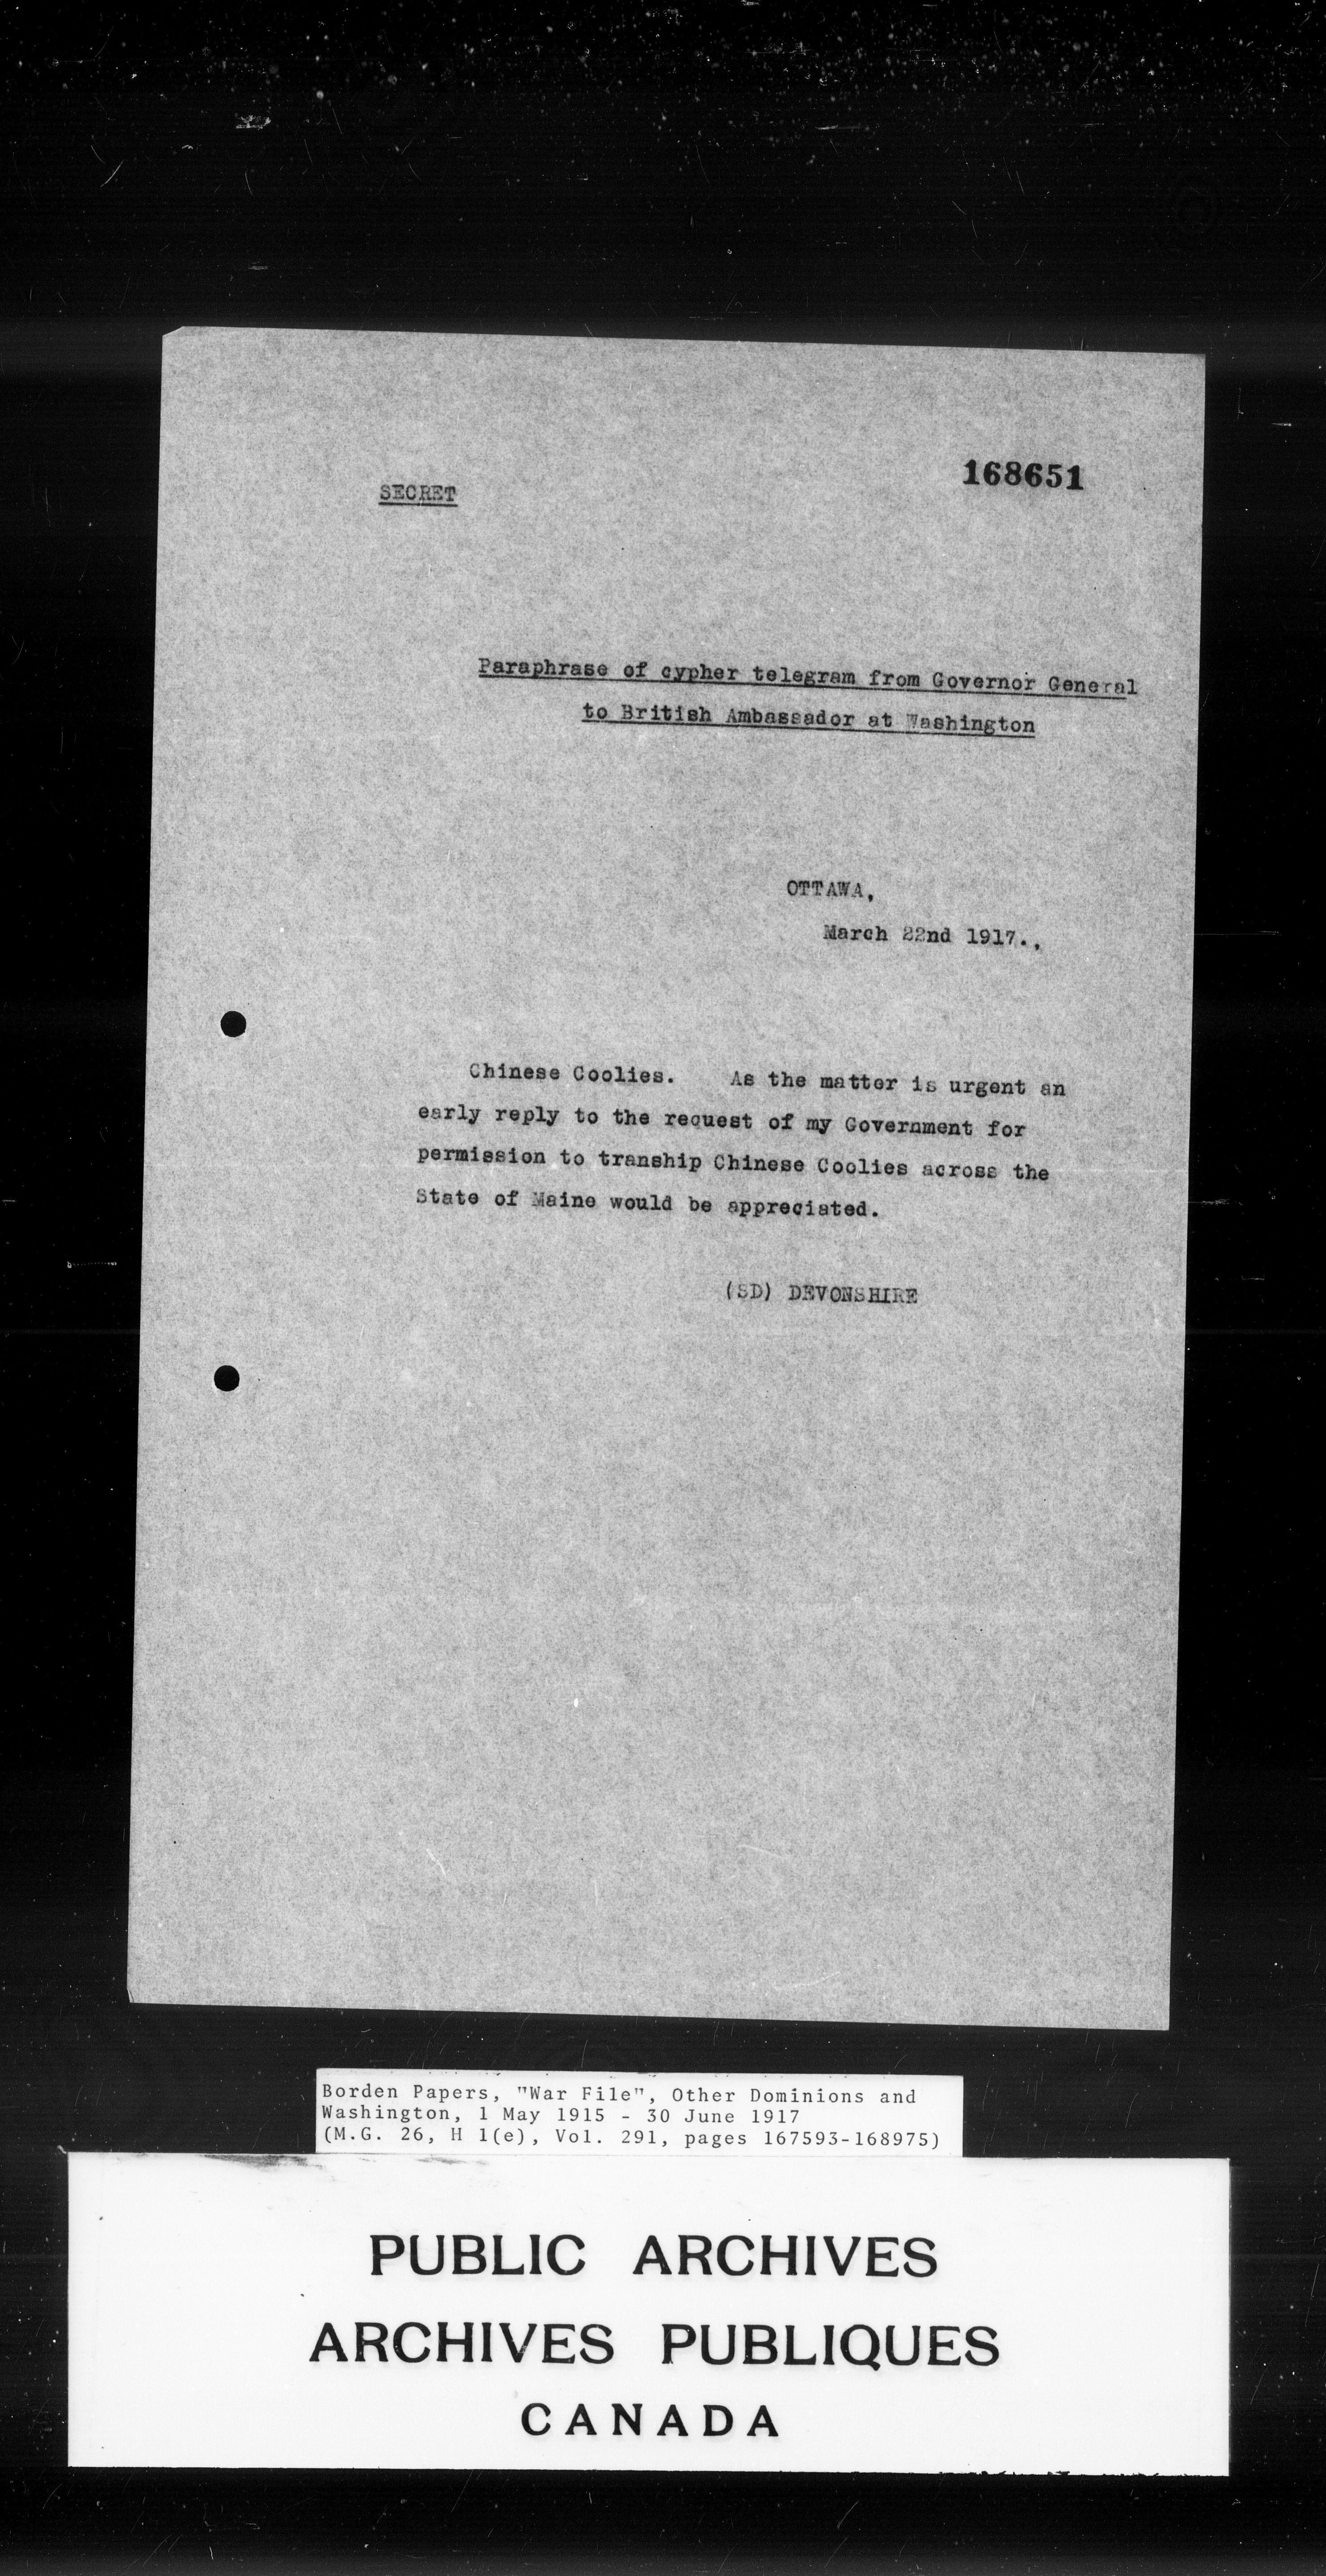 SECRET
168651
Paraphrase of cypher telegram from Governor General
to British Ambassador at Washington
OTTAWA,
March 22nd 1917.,
Chinese Coolies. As the matter is urgent an
early reply to the request of my Government for
permission to tranship Chinese Coolies across the
State of Maine would be appreciated.
(SD) DEVONSHIRE
Borden Papers, "War File", Other Dominions and
Washington, 1 May 1915 - 30 June 1917
(M.G. 26, H 1(e), Vol. 291, pages 167593-168975)
PUBLIC ARCHIVES
ARCHIVES PUBLIQUES
CANADA